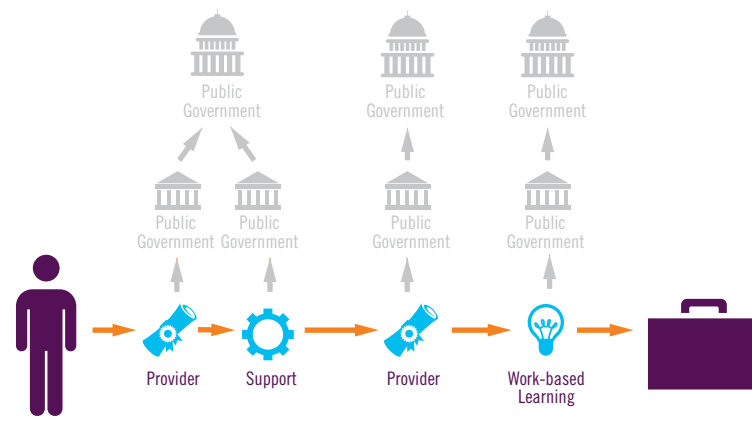 Public
Government
Public
Government
Public
Government
Public
Government
Public
Government
Public
Government
Public
Government
Provider
Support
Provider
Work-based
Learning